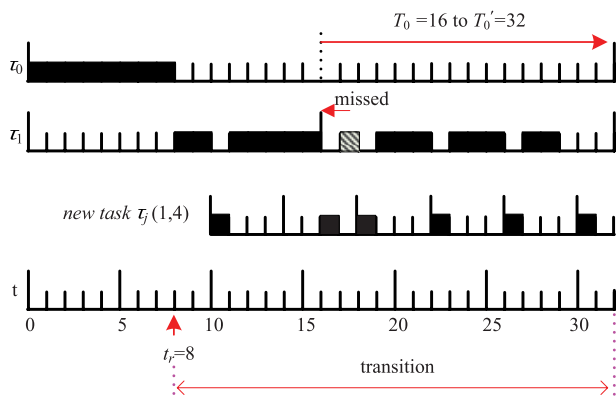 T₀ =16 to T₀′=32
τ₀
missed
τ₁
new task τⱼ (1,4)
t
0 5 10 15 20 25 30
tᵣ=8
transition